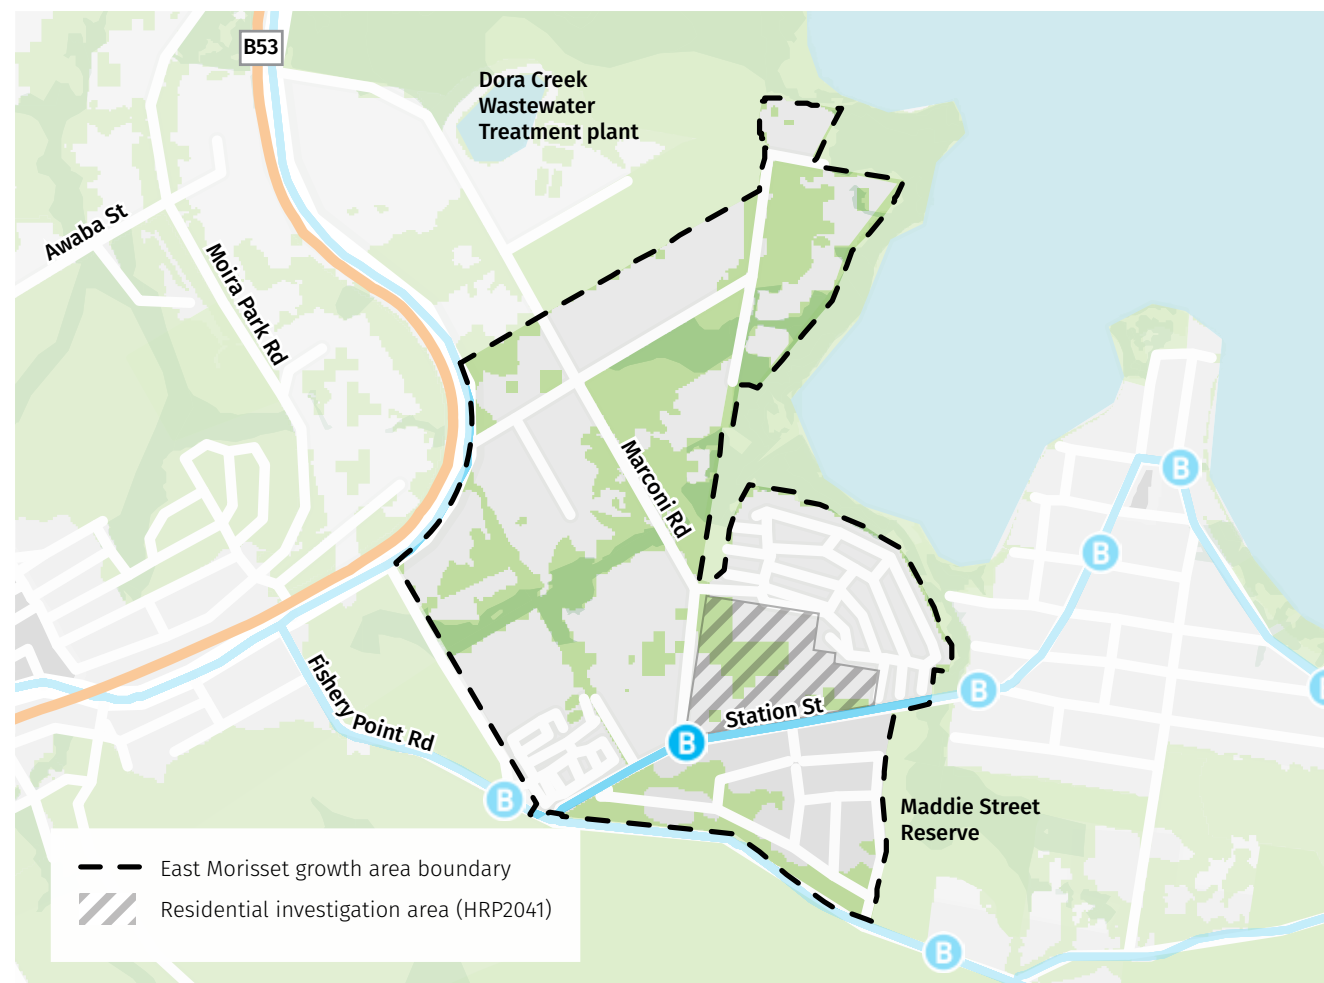 B53
Dora Creek
Wastewater
Treatment plant
Awaba St
Moira Park Rd
Marconi Rd
B
B
Fishery Point Rd
Station St
B
B
B
Maddie Street
Reserve
East Morisset growth area boundary
Residential investigation area (HRP2041)
B